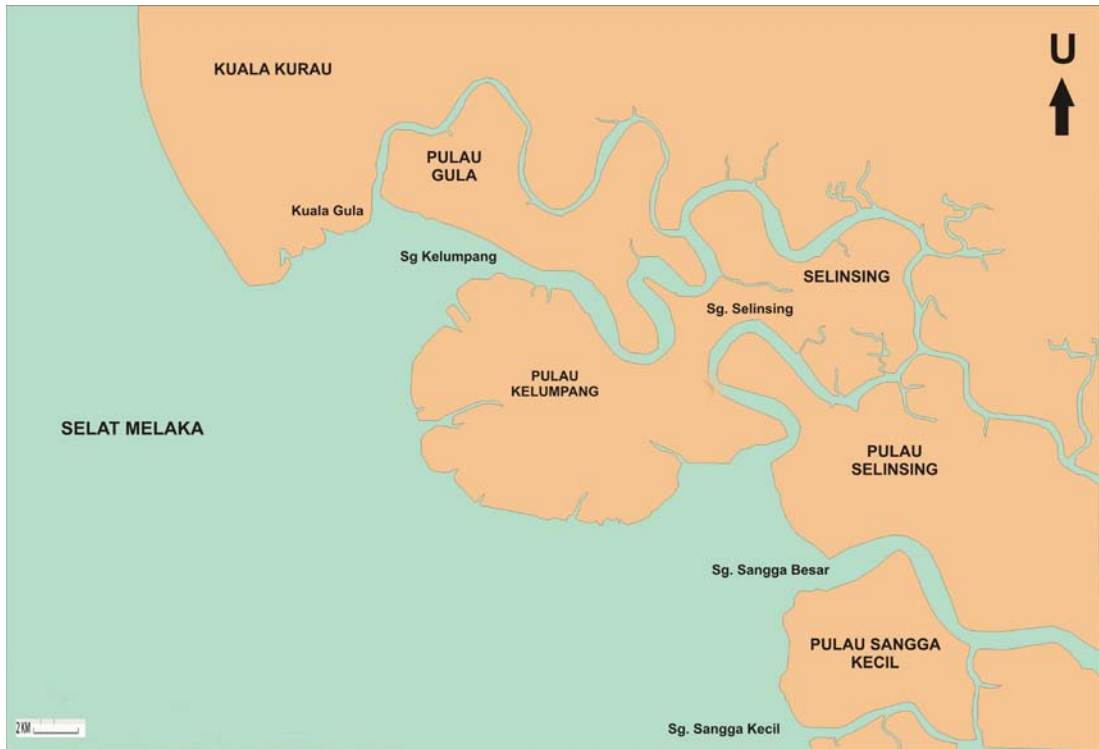 KUALA KURAU
U
PULAU
GULA
Kuala Gula
Sg Kelumpang
SELINSING
Sg. Selinsing
PULAU
KELUMPANG
SELAT MELAKA
PULAU
SELINSING
Sg. Sangga Besar
PULAU SANGGA
KECIL
Sg. Sangga Kecil
2 KM